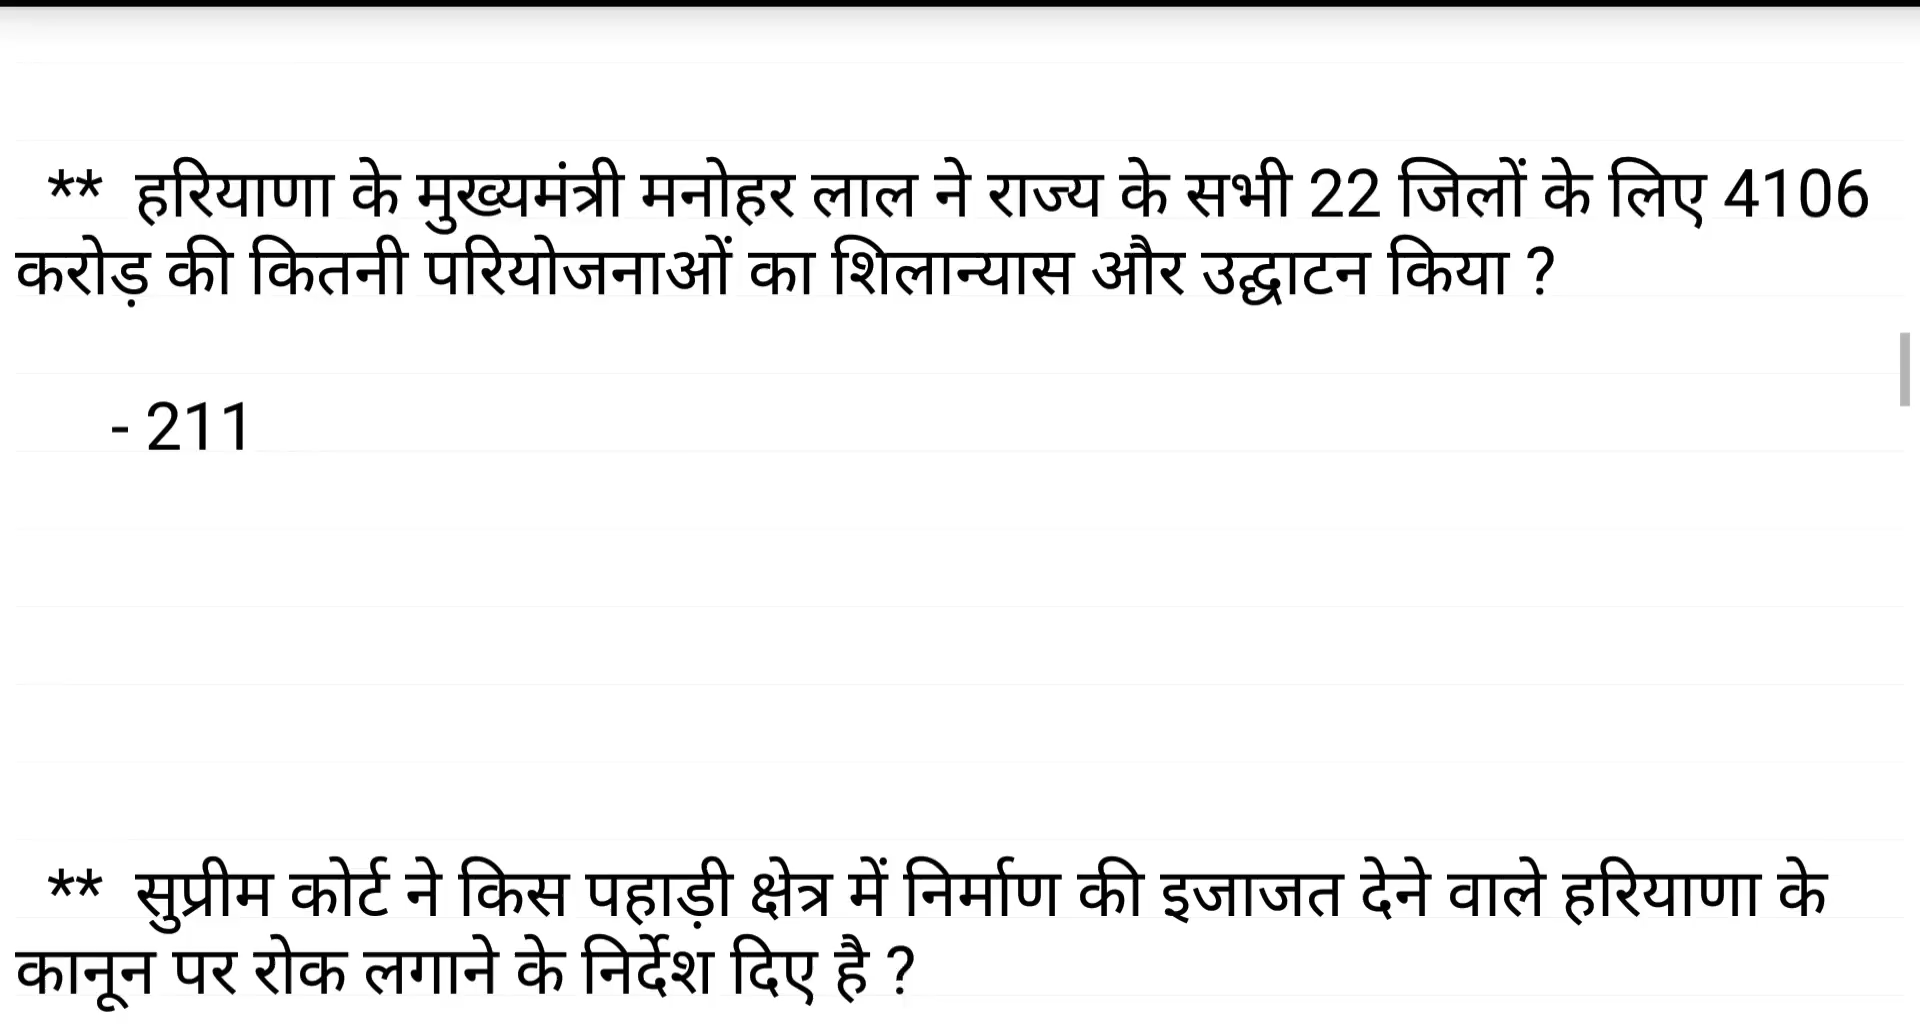 ** हरियाणा के मुख्यमंत्री मनोहर लाल ने राज्य के सभी 22 जिलों के लिए 4106
करोड़ की कितनी परियोजनाओं का शिलान्यास और उद्घाटन किया ?
- 211
** सुप्रीम कोर्ट ने किस पहाड़ी क्षेत्र में निर्माण की इजाजत देने वाले हरियाणा के
कानून पर रोक लगाने के निर्देश दिए है ?